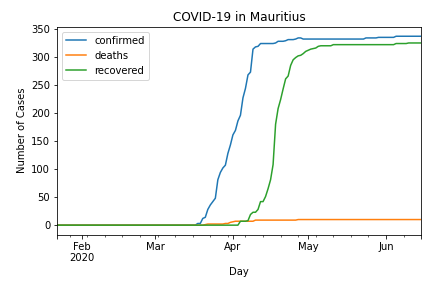 COVID-19 in Mauritius
350
300
250
200
150
100
50
0
Number of Cases
confirmed
deaths
recovered
Feb Mar Apr May Jun
2020
Day